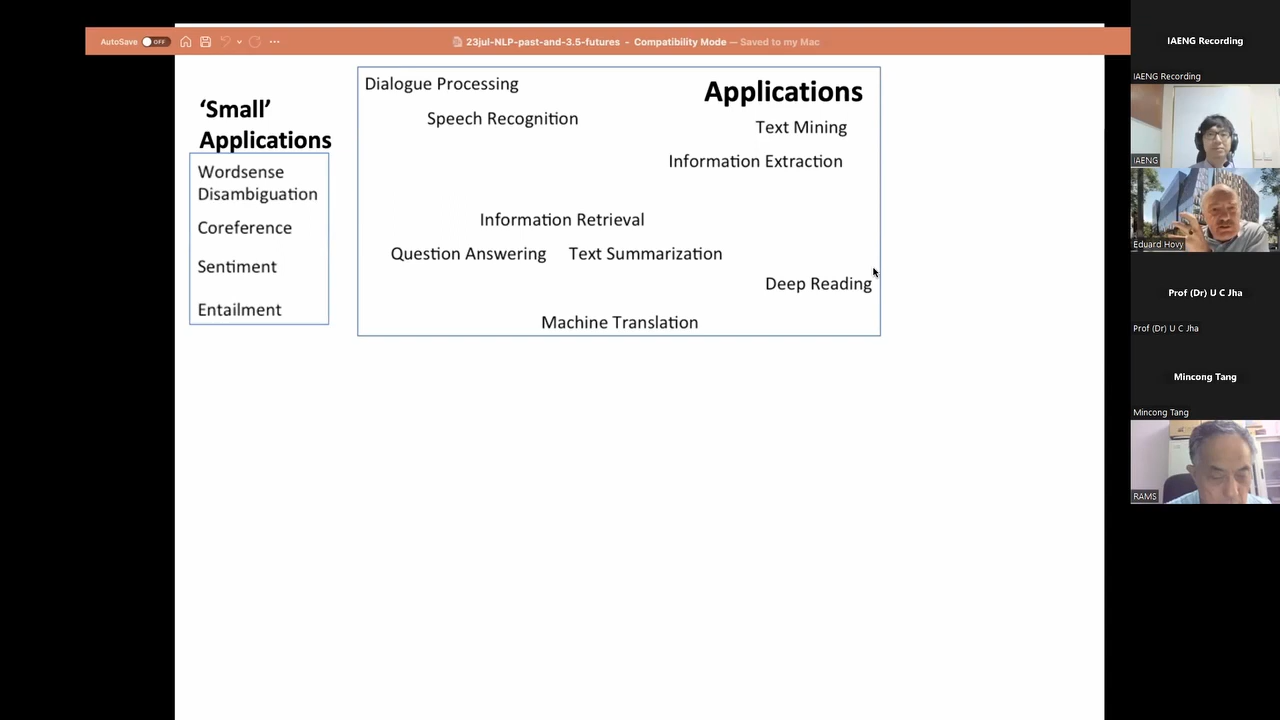 AutoSave OFF
23jul-NLP-past-and-3.5-futures - Compatibility Mode — Saved to my Mac
‘Small’
Applications
Wordsense
Disambiguation
Coreference
Sentiment
Entailment
Dialogue Processing
Applications
Speech Recognition
Text Mining
Information Extraction
Information Retrieval
Question Answering
Text Summarization
Deep Reading
Machine Translation
IAENG Recording
IAENG Recording
IAENG
Eduard Hovy
Prof (Dr) U C Jha
Prof (Dr) U C Jha
Mincong Tang
Mincong Tang
RAMS